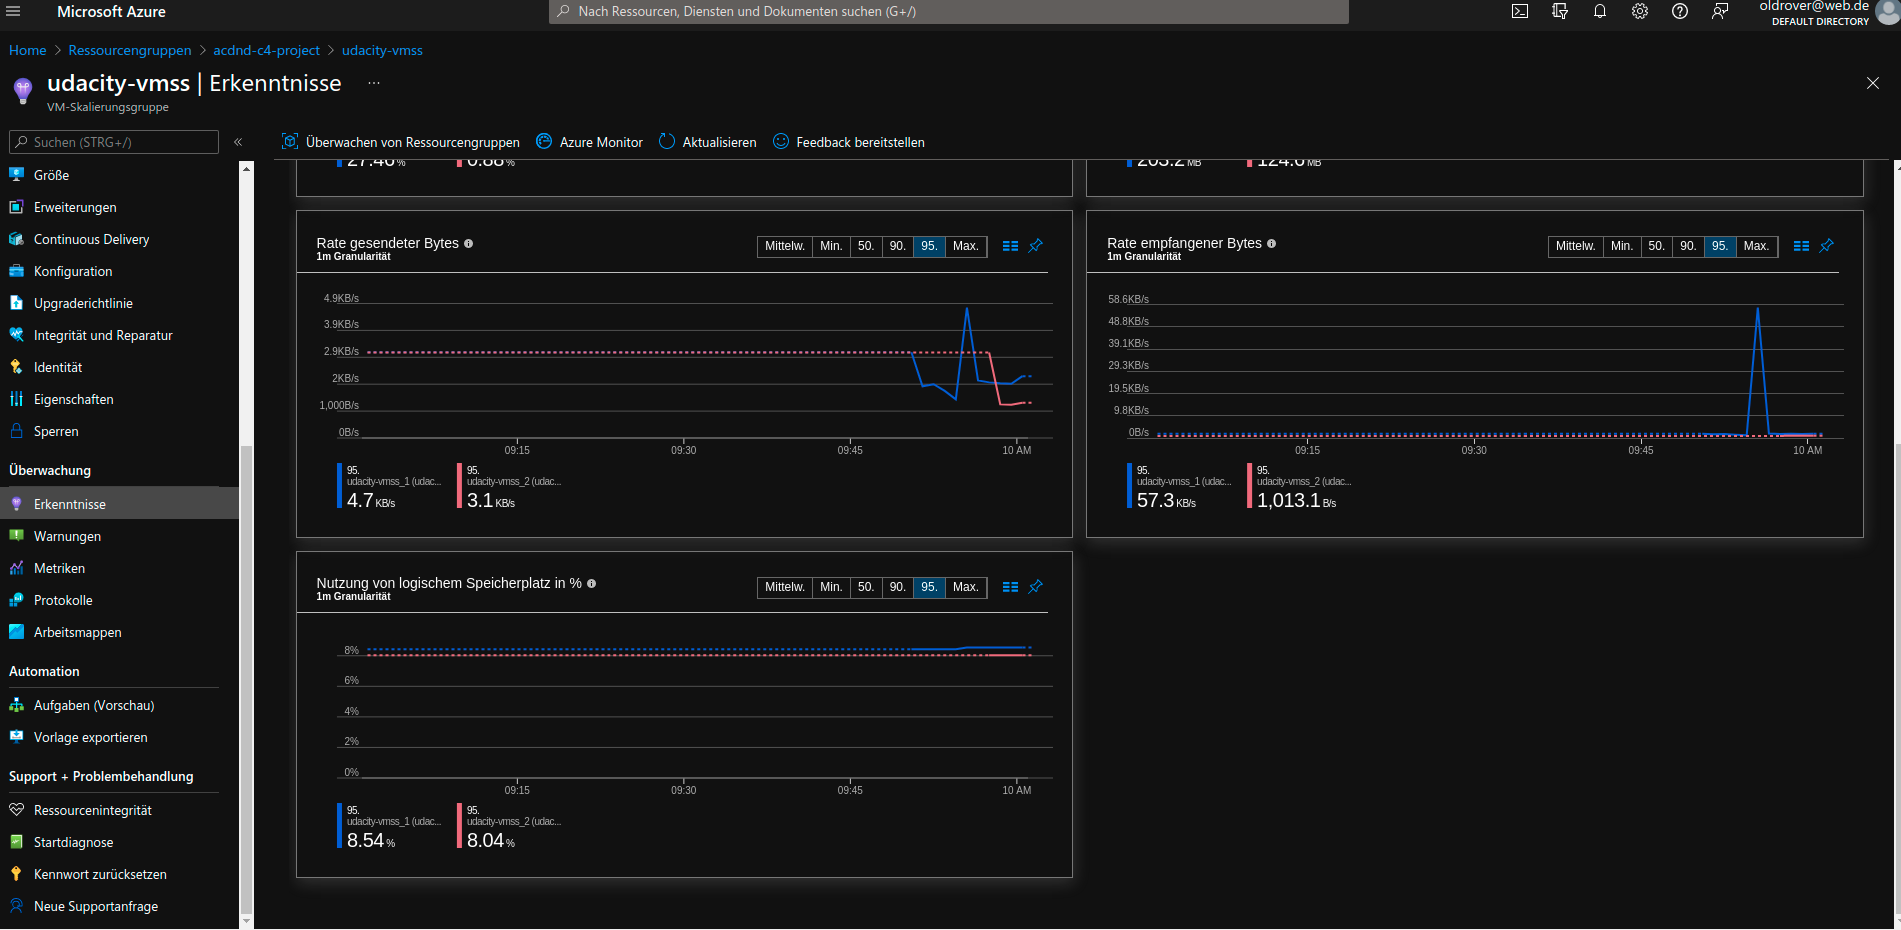 Microsoft Azure
Nach Ressourcen, Diensten und Dokumenten suchen (G+/)
oldrover@web.de
DEFAULT DIRECTORY
Home > Ressourcengruppen > acdnd-c4-project > udacity-vmss
udacity-vmss | Erkenntnisse ...
VM-Skalierungsgruppe
Suchen (STRG+/)
Überwachen von Ressourcengruppen
Azure Monitor
Aktualisieren
Feedback bereitstellen
Größe
Erweiterungen
Continuous Delivery
Konfiguration
Upgraderichtlinie
Integrität und Reparatur
Identität
Eigenschaften
Sperren
Überwachung
Erkenntnisse
Warnungen
Metriken
Protokolle
Arbeitsmappen
Automation
Aufgaben (Vorschau)
Vorlage exportieren
Support + Problembehandlung
Ressourcenintegrität
Startdiagnose
Kennwort zurücksetzen
Neue Supportanfrage
27.46 %
0.88 %
203.2 MB
124.6 MB
Rate gesendeter Bytes
1m Granularität
Mittelw. Min. 50. 90. 95. Max.
4.9KB/s
3.9KB/s
2.9KB/s
2KB/s
1,000B/s
0B/s
09:15 09:30 09:45 10 AM
95.
udacity-vmss_1 (udac...
4.7 KB/s
95.
udacity-vmss_2 (udac...
3.1 KB/s
Rate empfangener Bytes
1m Granularität
Mittelw. Min. 50. 90. 95. Max.
58.6KB/s
48.8KB/s
39.1KB/s
29.3KB/s
19.5KB/s
9.8KB/s
0B/s
09:15 09:30 09:45 10 AM
95.
udacity-vmss_1 (udac...
57.3 KB/s
95.
udacity-vmss_2 (udac...
1,013.1 B/s
Nutzung von logischem Speicherplatz in %
1m Granularität
Mittelw. Min. 50. 90. 95. Max.
8%
6%
4%
2%
0%
09:15 09:30 09:45 10 AM
95.
udacity-vmss_1 (udac...
8.54 %
95.
udacity-vmss_2 (udac...
8.04 %